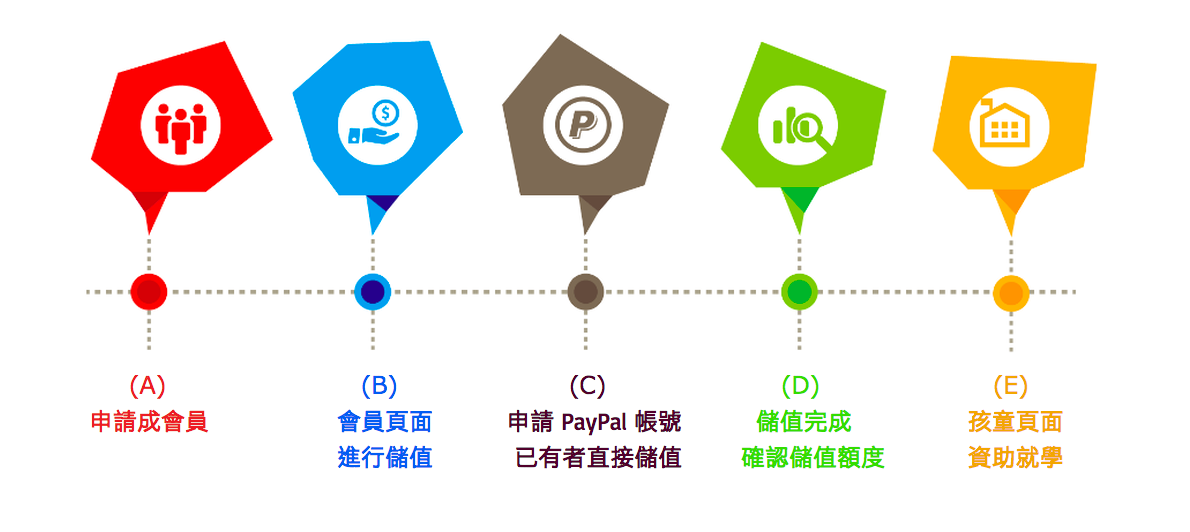 $
P
(A)
申請成會員
(B)
會員頁面
進行儲值
(C)
申請 PayPal 帳號
已有者直接儲值
(D)
儲值完成
確認儲值額度
(E)
孩童頁面
資助就學